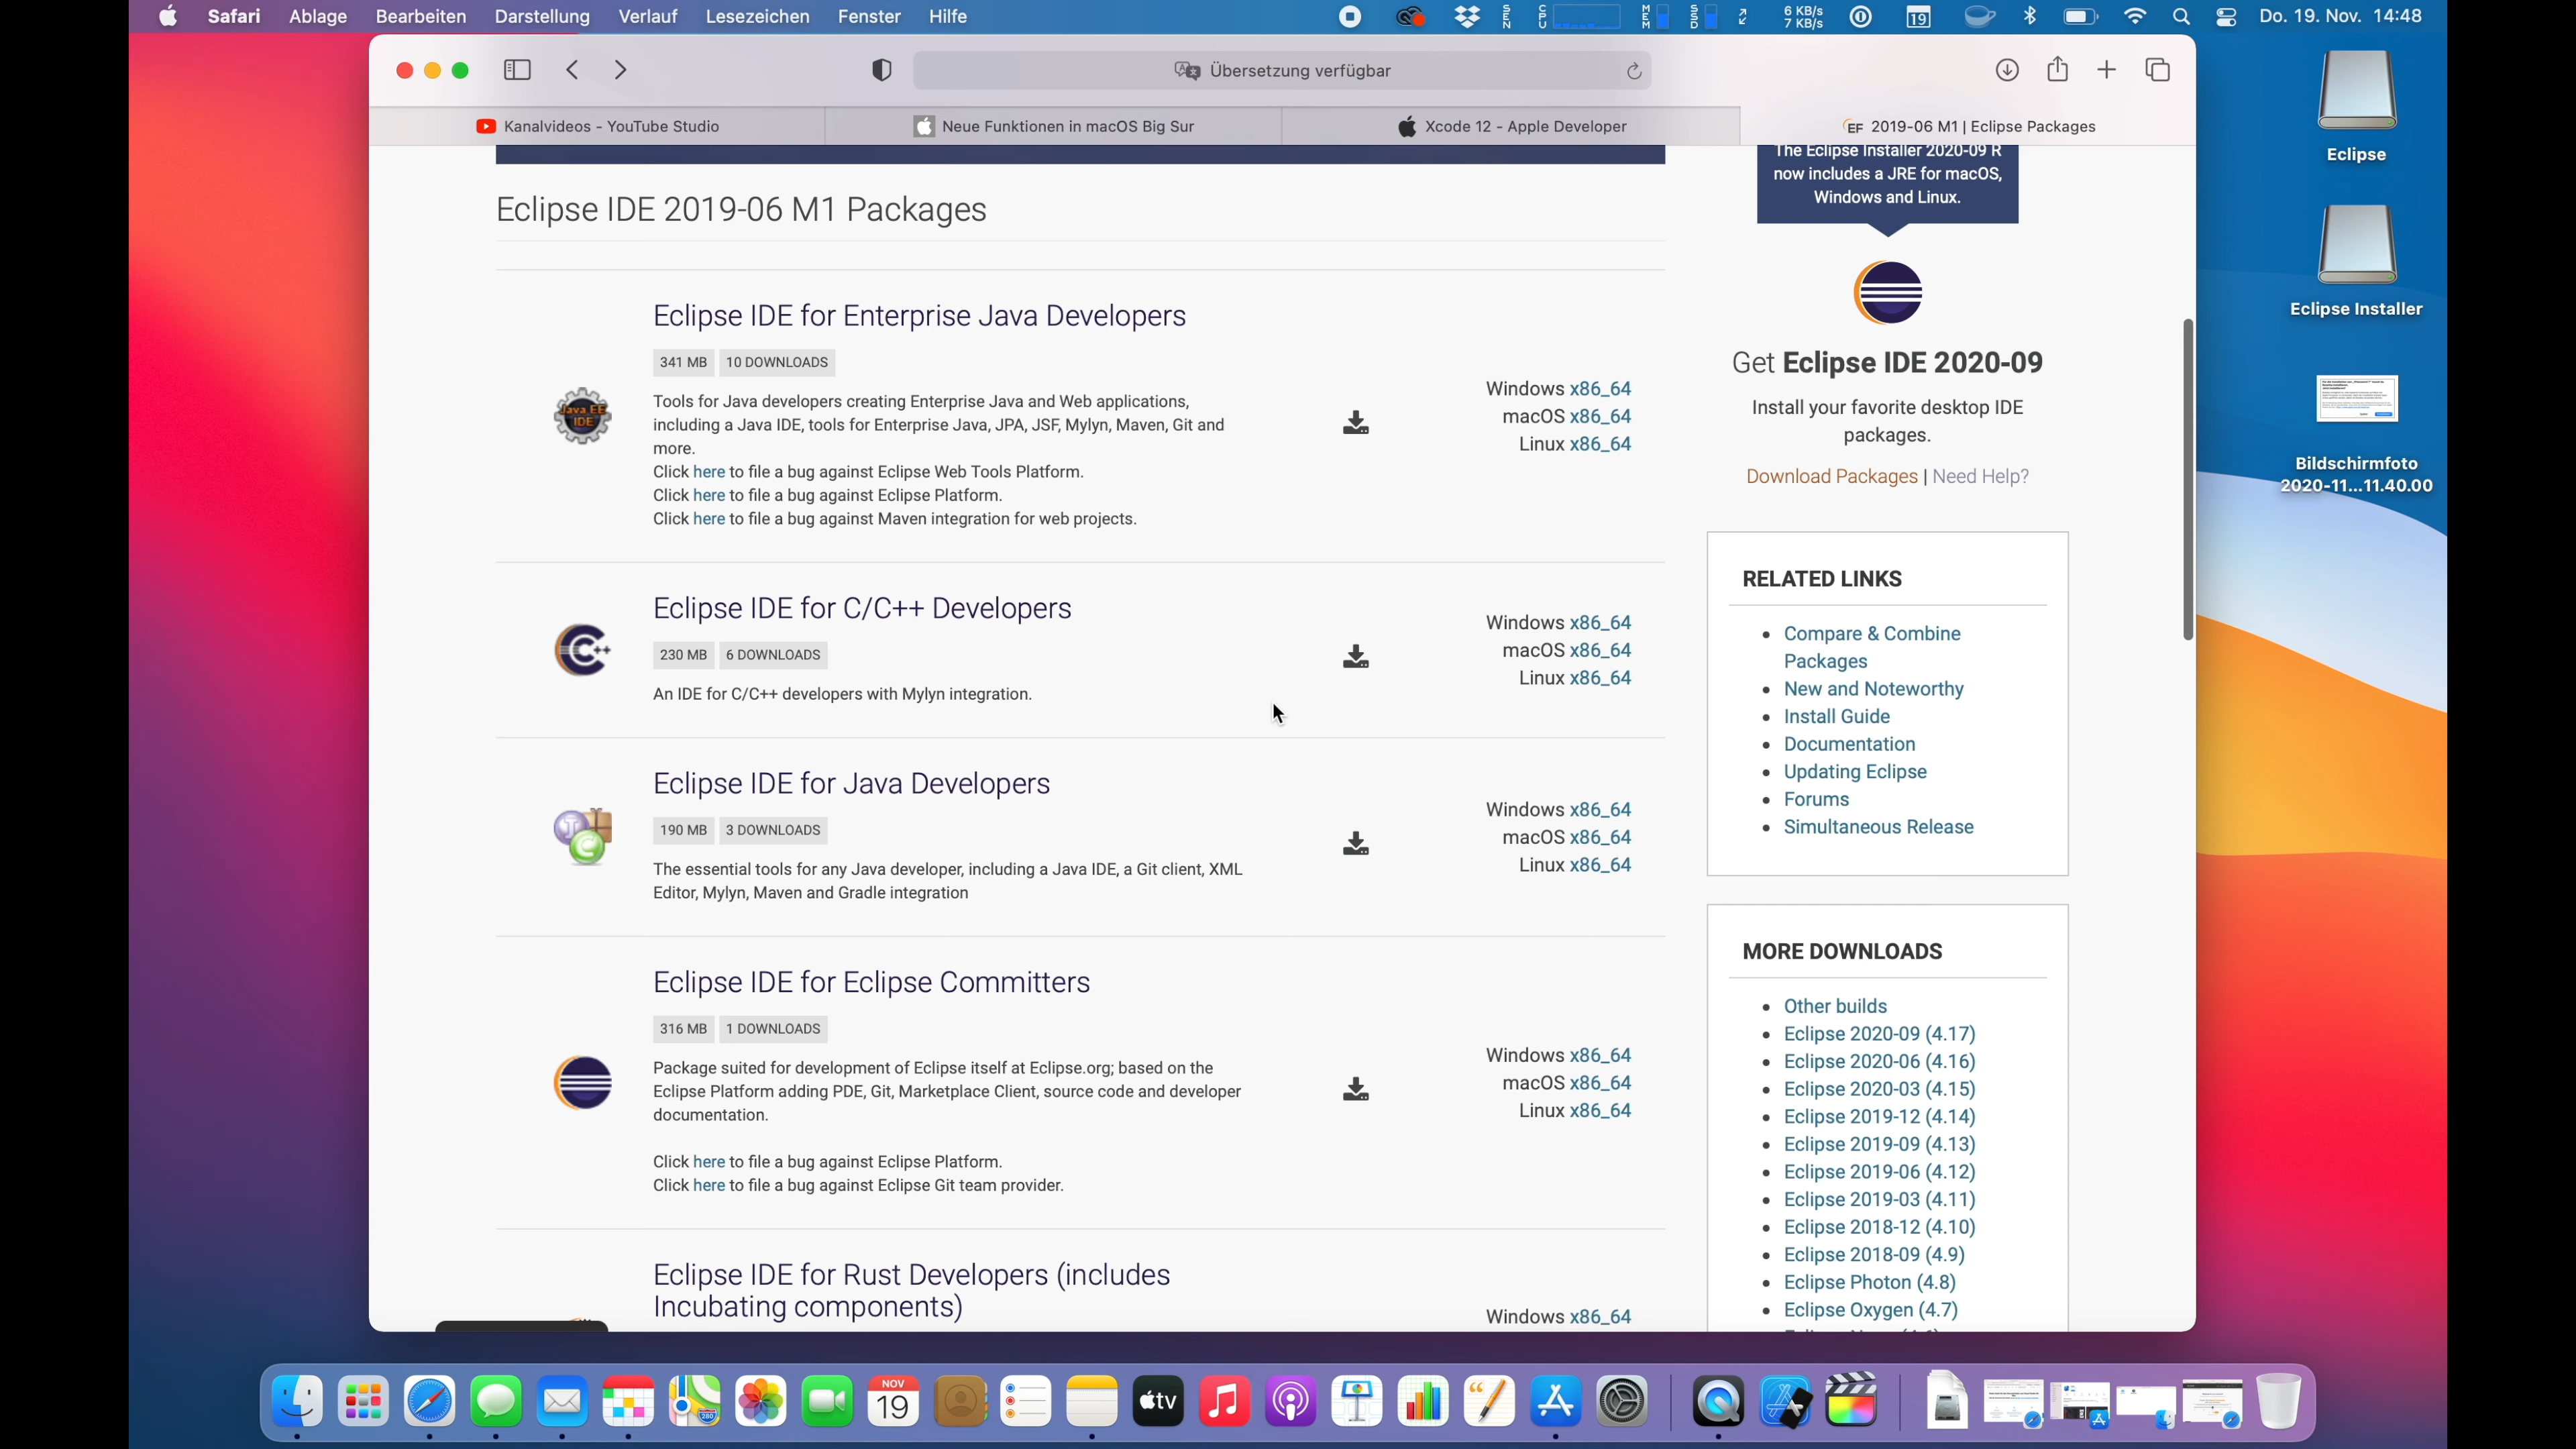 Safari Ablage Bearbeiten Darstellung Verlauf Lesezeichen Fenster Hilfe
SEN CPU MEM SSD 6 KB/s 7 KB/s 19 Do. 19. Nov. 14:48
Übersetzung verfügbar
Kanalvideos - YouTube Studio
Neue Funktionen in macOS Big Sur
Xcode 12 - Apple Developer
EF 2019-06 M1 | Eclipse Packages
Eclipse IDE 2019-06 M1 Packages
Eclipse IDE for Enterprise Java Developers
341 MB 10 DOWNLOADS
Java EE
IDE
Tools for Java developers creating Enterprise Java and Web applications,
including a Java IDE, tools for Enterprise Java, JPA, JSF, Mylyn, Maven, Git and
more.
Click here to file a bug against Eclipse Web Tools Platform.
Click here to file a bug against Eclipse Platform.
Click here to file a bug against Maven integration for web projects.
Windows x86_64
macOS x86_64
Linux x86_64
Eclipse IDE for C/C++ Developers
230 MB 6 DOWNLOADS
C++
An IDE for C/C++ developers with Mylyn integration.
Windows x86_64
macOS x86_64
Linux x86_64
Eclipse IDE for Java Developers
190 MB 3 DOWNLOADS
J
C
The essential tools for any Java developer, including a Java IDE, a Git client, XML
Editor, Mylyn, Maven and Gradle integration
Windows x86_64
macOS x86_64
Linux x86_64
Eclipse IDE for Eclipse Committers
316 MB 1 DOWNLOADS
Package suited for development of Eclipse itself at Eclipse.org; based on the
Eclipse Platform adding PDE, Git, Marketplace Client, source code and developer
documentation.
Click here to file a bug against Eclipse Platform.
Click here to file a bug against Eclipse Git team provider.
Windows x86_64
macOS x86_64
Linux x86_64
Eclipse IDE for Rust Developers (includes
Incubating components)
Windows x86_64
The Eclipse Installer 2020-09 R
now includes a JRE for macOS,
Windows and Linux.
Get Eclipse IDE 2020-09
Install your favorite desktop IDE
packages.
Download Packages | Need Help?
RELATED LINKS
Compare & Combine
Packages
New and Noteworthy
Install Guide
Documentation
Updating Eclipse
Forums
Simultaneous Release
MORE DOWNLOADS
Other builds
Eclipse 2020-09 (4.17)
Eclipse 2020-06 (4.16)
Eclipse 2020-03 (4.15)
Eclipse 2019-12 (4.14)
Eclipse 2019-09 (4.13)
Eclipse 2019-06 (4.12)
Eclipse 2019-03 (4.11)
Eclipse 2018-12 (4.10)
Eclipse 2018-09 (4.9)
Eclipse Photon (4.8)
Eclipse Oxygen (4.7)
Eclipse
Eclipse Installer
Bildschirmfoto
2020-11...11.40.00
280
NOV
19
tv